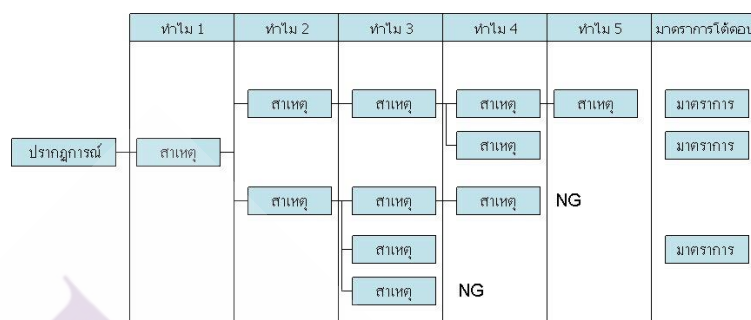 ทำไม 1 ทำไม 2 ทำไม 3 ทำไม 4 ทำไม 5 มาตราการโต้ตอบ
สาเหตุ สาเหตุ สาเหตุ สาเหตุ มาตราการ
สาเหตุ มาตราการ
ปรากฏการณ์ สาเหตุ
สาเหตุ สาเหตุ สาเหตุ NG
สาเหตุ มาตราการ
สาเหตุ NG